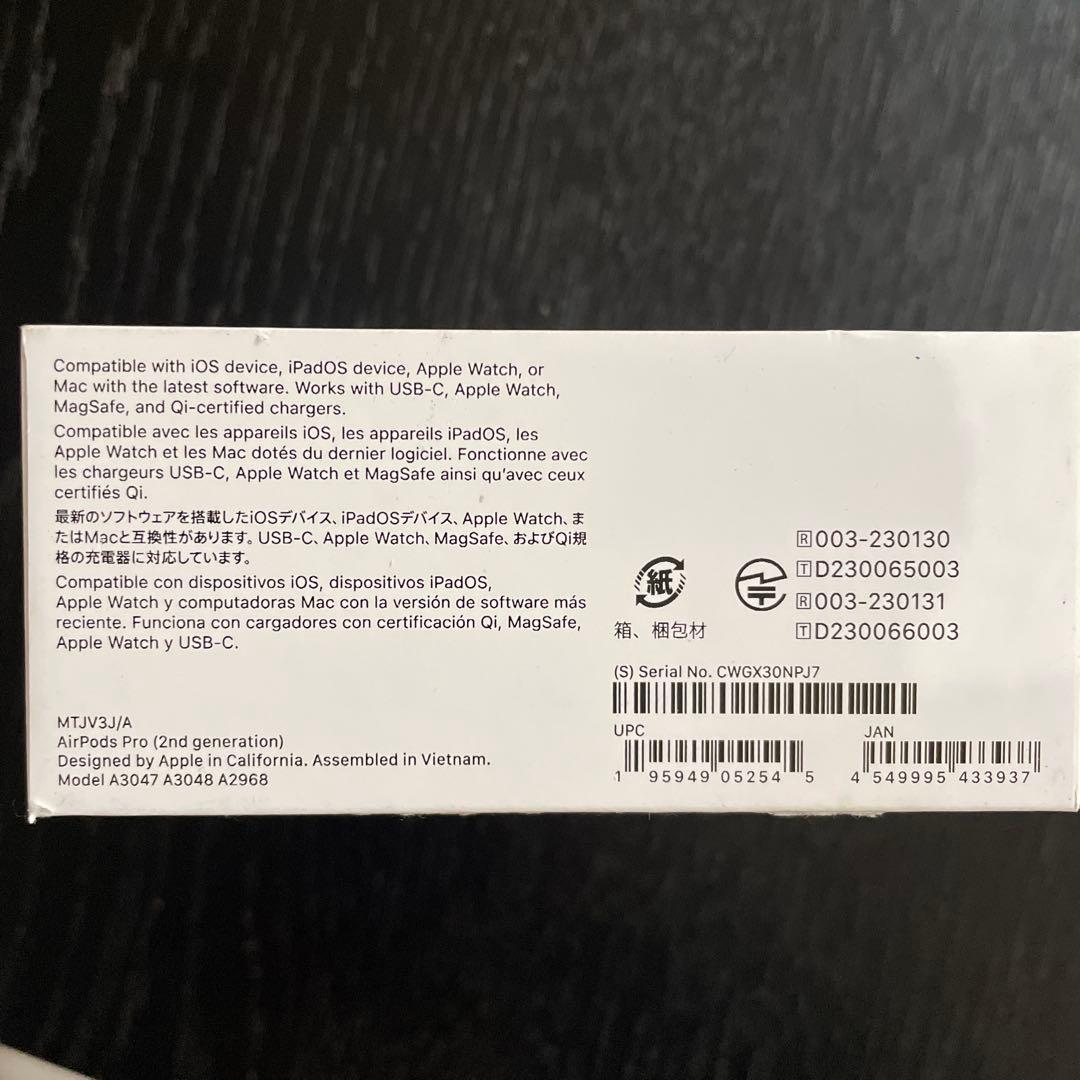 Compatible with iOS device, iPadOS device, Apple Watch, or
Mac with the latest software. Works with USB-C, Apple Watch,
MagSafe, and Qi-certified chargers.
Compatible avec les appareils iOS, les appareils iPadOS, les
Apple Watch et les Mac dotés du dernier logiciel. Fonctionne avec
les chargeurs USB-C, Apple Watch et MagSafe ainsi qu'avec ceux
certifiés Qi.
最新のソフトウェアを搭載したiOSデバイス、iPadOSデバイス、Apple Watch、ま
たはMacと互換性があります。USB-C、Apple Watch、MagSafe、およびQi規
格の充電器に対応しています。
Compatible con dispositivos iOS, dispositivos iPadOS,
Apple Watch y computadoras Mac con la versión de software más
reciente. Funciona con cargadores con certificación Qi, MagSafe,
Apple Watch y USB-C.
MTJV3J/A
AirPods Pro (2nd generation)
Designed by Apple in California. Assembled in Vietnam.
Model A3047 A3048 A2968
紙
箱、梱包材
R 003-230130
T D230065003
R 003-230131
T D230066003
(S) Serial No. CWGX30NPJ7
UPC
1 95949 05254 5
JAN
4 549995 433937